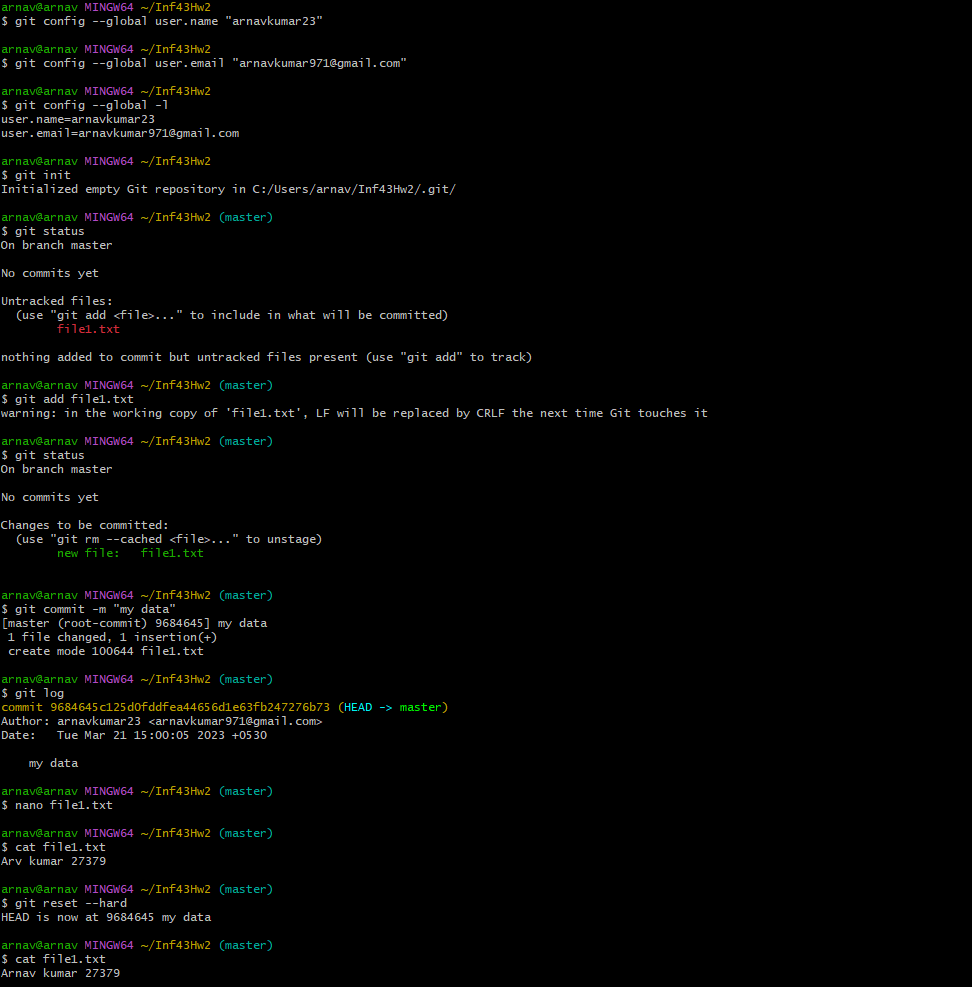 arnav@arnav MINGW64 ~/Inf43Hw2
$ git config --global user.name "arnavkumar23"

arnav@arnav MINGW64 ~/Inf43Hw2
$ git config --global user.email "arnavkumar971@gmail.com"

arnav@arnav MINGW64 ~/Inf43Hw2
$ git config --global -l
user.name=arnavkumar23
user.email=arnavkumar971@gmail.com

arnav@arnav MINGW64 ~/Inf43Hw2
$ git init
Initialized empty Git repository in C:/Users/arnav/Inf43Hw2/.git/

arnav@arnav MINGW64 ~/Inf43Hw2 (master)
$ git status
On branch master

No commits yet

Untracked files:
  (use "git add <file>..." to include in what will be committed)
        file1.txt

nothing added to commit but untracked files present (use "git add" to track)

arnav@arnav MINGW64 ~/Inf43Hw2 (master)
$ git add file1.txt
warning: in the working copy of 'file1.txt', LF will be replaced by CRLF the next time Git touches it

arnav@arnav MINGW64 ~/Inf43Hw2 (master)
$ git status
On branch master

No commits yet

Changes to be committed:
  (use "git rm --cached <file>..." to unstage)
        new file:   file1.txt


arnav@arnav MINGW64 ~/Inf43Hw2 (master)
$ git commit -m "my data"
[master (root-commit) 9684645] my data
 1 file changed, 1 insertion(+)
 create mode 100644 file1.txt

arnav@arnav MINGW64 ~/Inf43Hw2 (master)
$ git log
commit 9684645c125d0fddfea44656d1e63fb247276b73 (HEAD -> master)
Author: arnavkumar23 <arnavkumar971@gmail.com>
Date:   Tue Mar 21 15:00:05 2023 +0530

    my data

arnav@arnav MINGW64 ~/Inf43Hw2 (master)
$ nano file1.txt

arnav@arnav MINGW64 ~/Inf43Hw2 (master)
$ cat file1.txt
Arv kumar 27379

arnav@arnav MINGW64 ~/Inf43Hw2 (master)
$ git reset --hard
HEAD is now at 9684645 my data

arnav@arnav MINGW64 ~/Inf43Hw2 (master)
$ cat file1.txt
Arnav kumar 27379